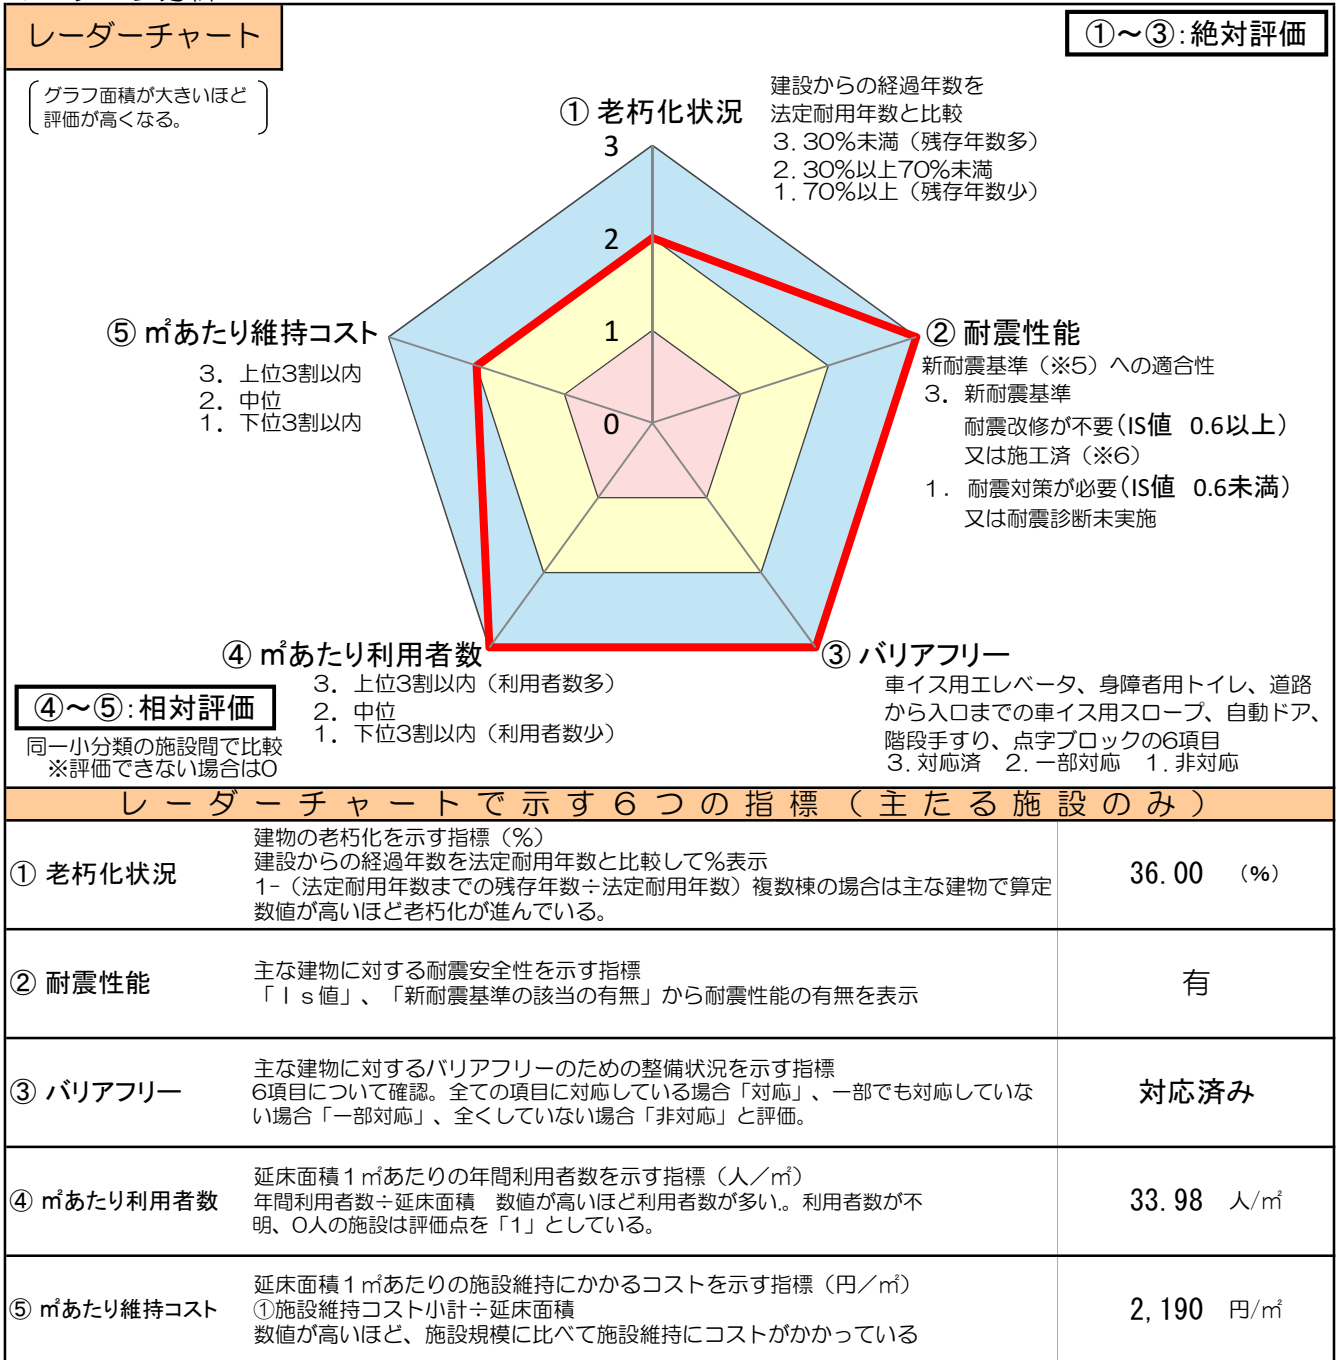 レーダーチャート
①～③:絶対評価
グラフ面積が大きいほど
評価が高くなる。
① 老朽化状況
建設からの経過年数を
法定耐用年数と比較
3. 30%未満（残存年数多）
2. 30%以上70%未満
1. 70%以上（残存年数少）
3
2
1
0
② 耐震性能
新耐震基準（※5）への適合性
3. 新耐震基準
耐震改修が不要(IS値 0.6以上)
又は施工済（※6）
1. 耐震対策が必要(IS値 0.6未満)
又は耐震診断未実施
⑤ ㎡あたり維持コスト
3. 上位3割以内
2. 中位
1. 下位3割以内
④ ㎡あたり利用者数
3. 上位3割以内（利用者数多）
2. 中位
1. 下位3割以内（利用者数少）
③ バリアフリー
車イス用エレベータ、身障者用トイレ、道路
から入口までの車イス用スロープ、自動ドア、
階段手すり、点字ブロックの6項目
3. 対応済 2. 一部対応 1. 非対応
④～⑤:相対評価
同一小分類の施設間で比較
※評価できない場合は0
レーダーチャートで示す6つの指標（主たる施設のみ）
① 老朽化状況
建物の老朽化を示す指標（%）
建設からの経過年数を法定耐用年数と比較して%表示
1-（法定耐用年数までの残存年数÷法定耐用年数）複数棟の場合は主な建物で算定
数値が高いほど老朽化が進んでいる。
36.00 (%)
② 耐震性能
主な建物に対する耐震安全性を示す指標
「Ｉｓ値」、「新耐震基準の該当の有無」から耐震性能の有無を表示
有
③ バリアフリー
主な建物に対するバリアフリーのための整備状況を示す指標
6項目について確認。全ての項目に対応している場合「対応」、一部でも対応していな
い場合「一部対応」、全くしていない場合「非対応」と評価。
対応済み
④ ㎡あたり利用者数
延床面積１㎡あたりの年間利用者数を示す指標（人／㎡）
年間利用者数÷延床面積 数値が高いほど利用者数が多い。利用者数が不
明、0人の施設は評価点を「1」としている。
33.98 人/㎡
⑤ ㎡あたり維持コスト
延床面積１㎡あたりの施設維持にかかるコストを示す指標（円／㎡）
①施設維持コスト小計÷延床面積
数値が高いほど、施設規模に比べて施設維持にコストがかかっている
2,190 円/㎡